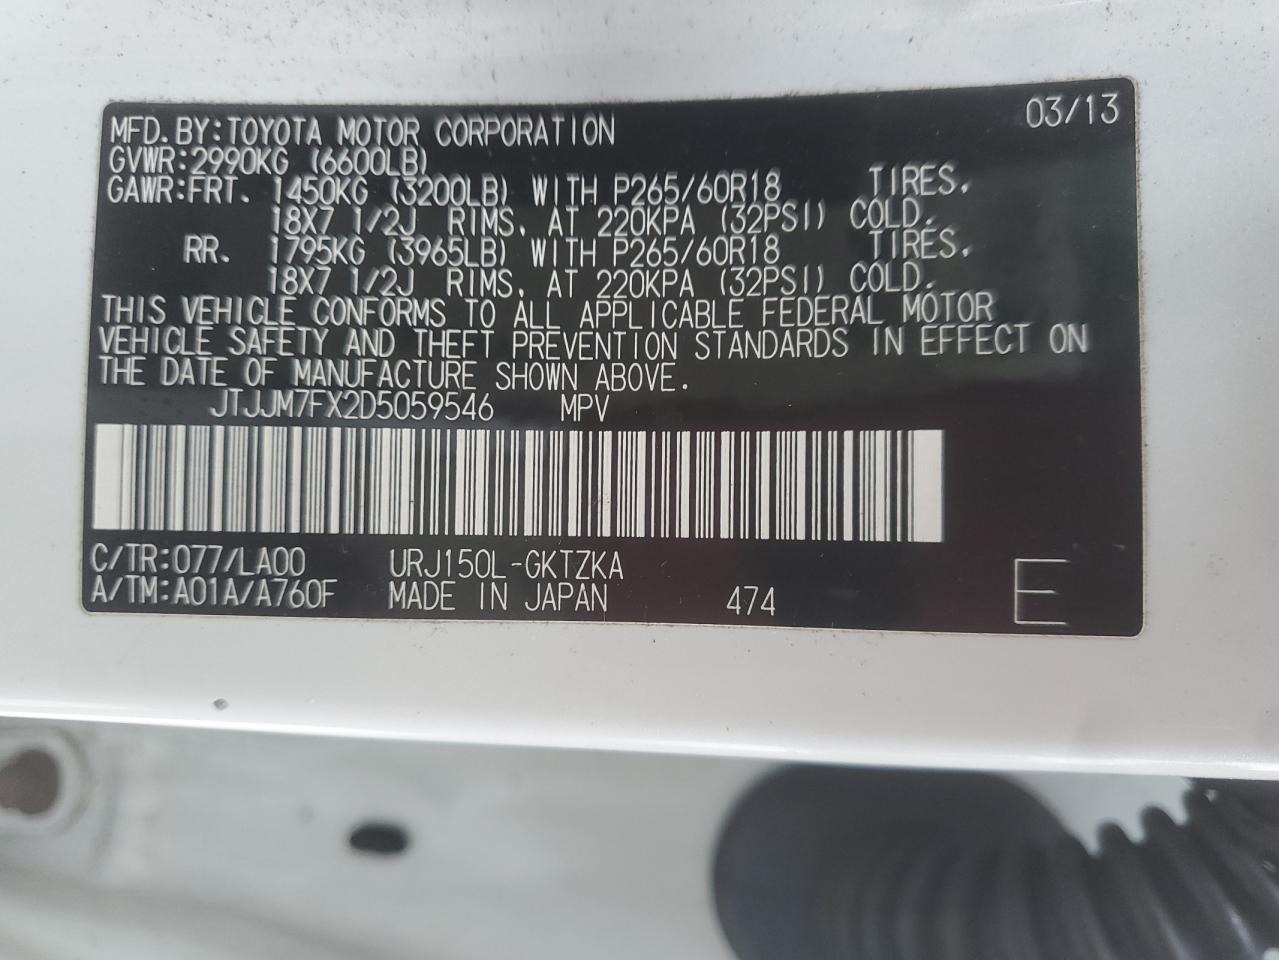 03/13
MFD.BY:TOYOTA MOTOR CORPORATION
GVWR:2990KG (6600LB)
GAWR:FRT. 1450KG (3200LB) WITH P265/60R18 TIRES,
18X7 1/2J RIMS, AT 220KPA (32PSI) COLD.
RR. 1795KG (3965LB) WITH P265/60R18 TIRES,
18X7 1/2J RIMS, AT 220KPA (32PSI) COLD.
THIS VEHICLE CONFORMS TO ALL APPLICABLE FEDERAL MOTOR
VEHICLE SAFETY AND THEFT PREVENTION STANDARDS IN EFFECT ON
THE DATE OF MANUFACTURE SHOWN ABOVE.
JTJJM7FX2D5059546 MPV
C/TR:077/LA00 URJ150L-GKTZKA
A/TM:A01A/A760F MADE IN JAPAN 474 E